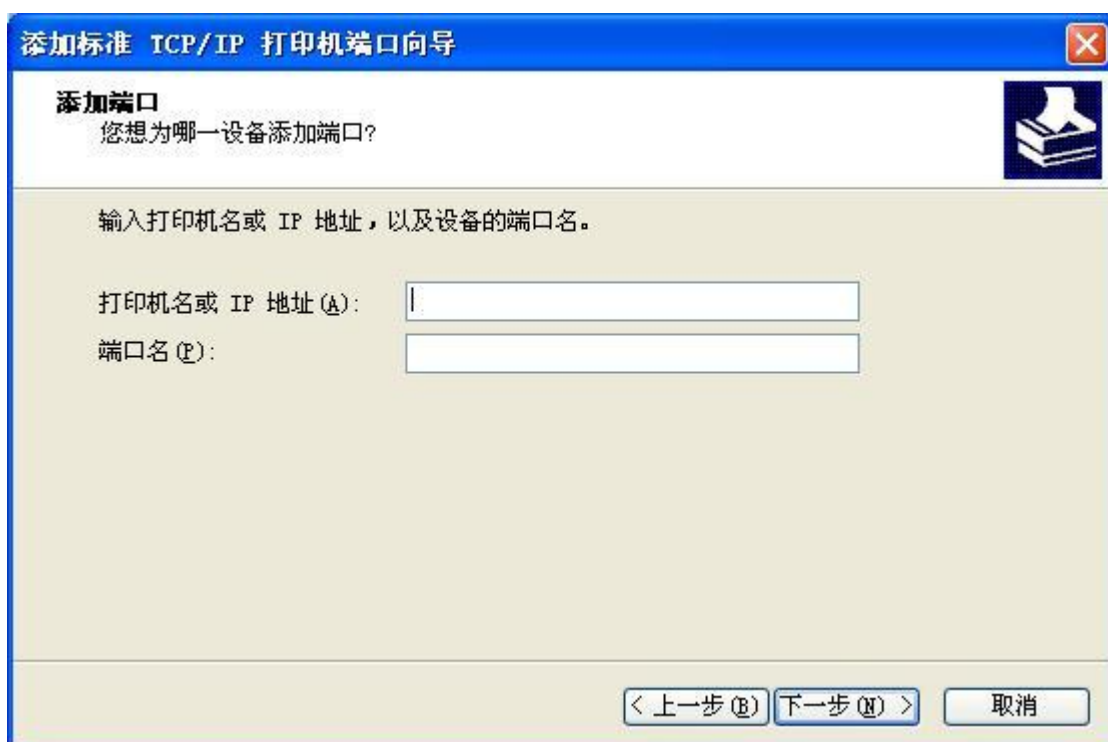 添加标准 TCP/IP 打印机端口向导
添加端口
您想为哪一设备添加端口?
输入打印机名或 IP 地址，以及设备的端口名。
打印机名或 IP 地址(A):
端口名(P):
< 上一步(B) 下一步(N) > 取消